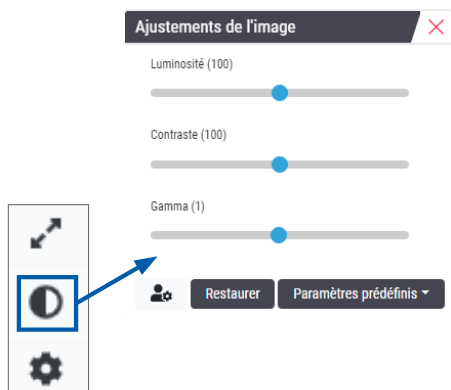 Ajustements de l'image
Luminosité (100)
Contraste (100)
Gamma (1)
Restaurer
Paramètres prédéfinis